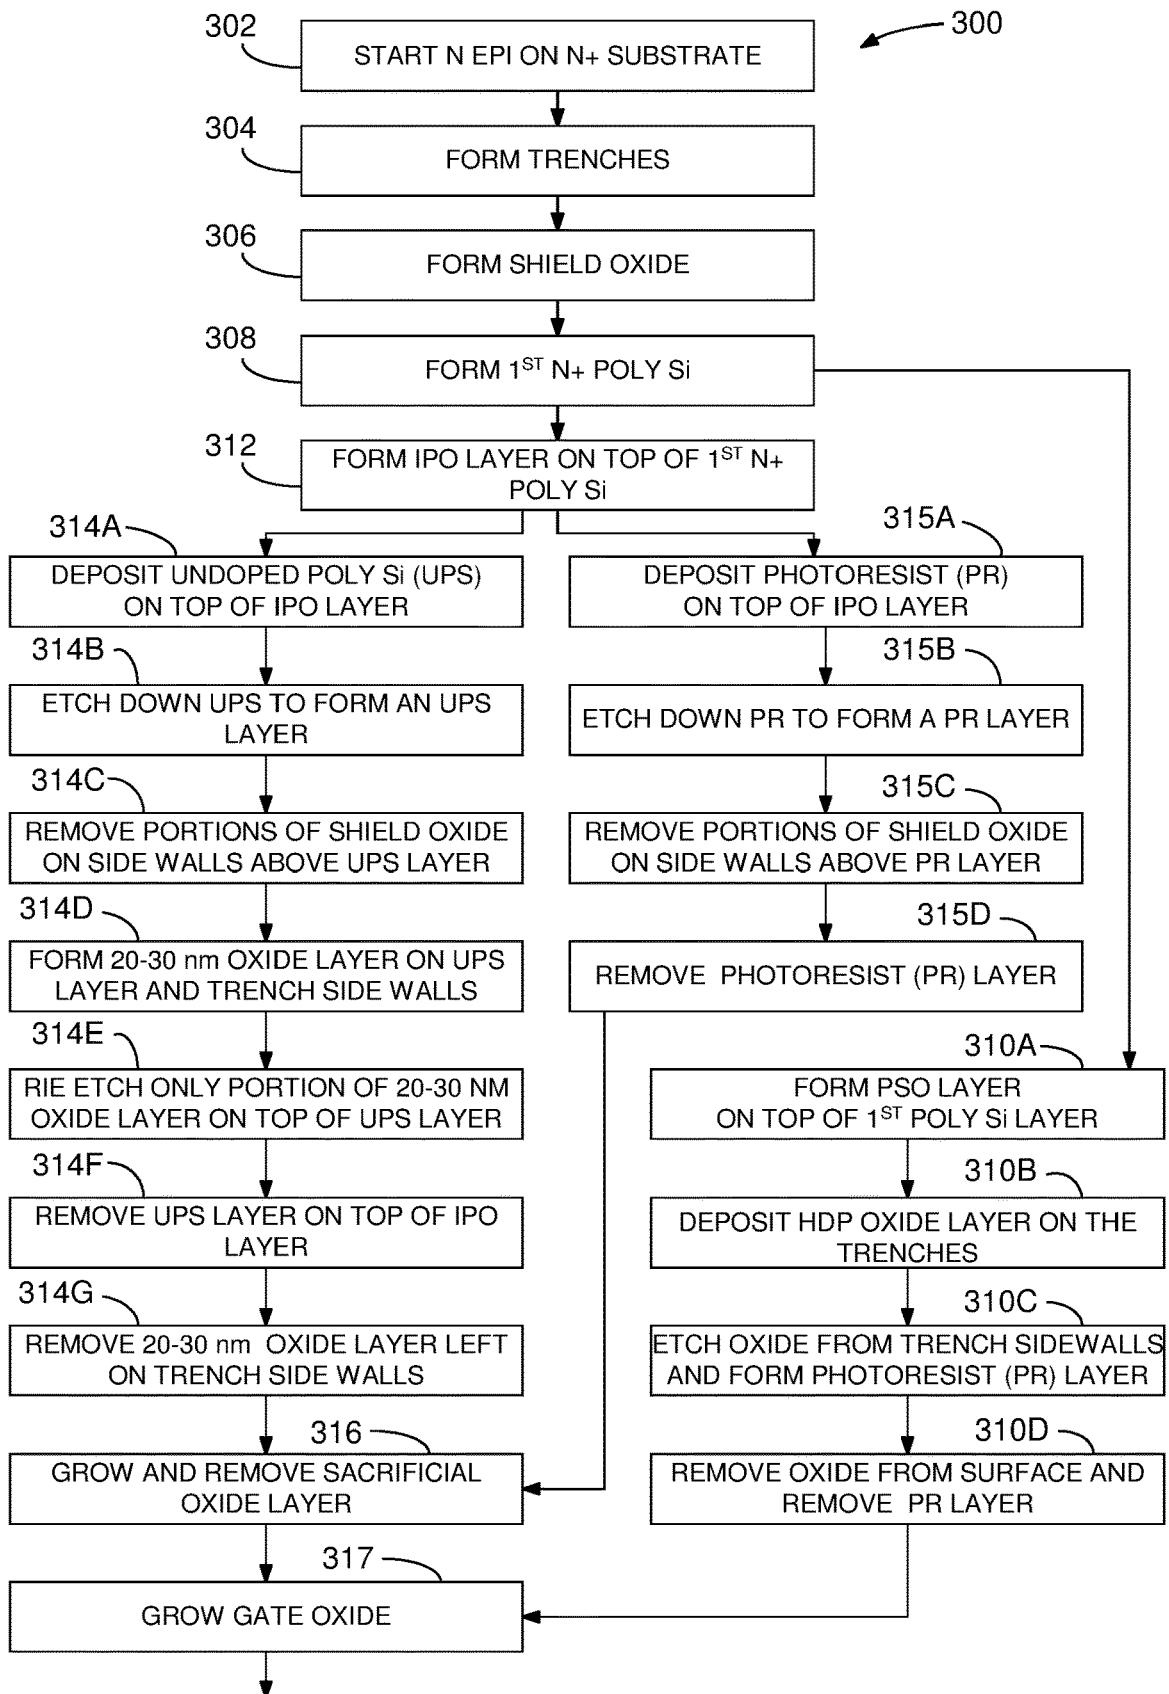 300
302
START N EPI ON N+ SUBSTRATE
304
FORM TRENCHES
306
FORM SHIELD OXIDE
308
FORM 1ST N+ POLY Si
312
FORM IPO LAYER ON TOP OF 1ST N+
POLY Si
314A
DEPOSIT UNDOPED POLY Si (UPS)
ON TOP OF IPO LAYER
314B
ETCH DOWN UPS TO FORM AN UPS
LAYER
314C
REMOVE PORTIONS OF SHIELD OXIDE
ON SIDE WALLS ABOVE UPS LAYER
314D
FORM 20-30 nm OXIDE LAYER ON UPS
LAYER AND TRENCH SIDE WALLS
314E
RIE ETCH ONLY PORTION OF 20-30 NM
OXIDE LAYER ON TOP OF UPS LAYER
314F
REMOVE UPS LAYER ON TOP OF IPO
LAYER
314G
REMOVE 20-30 nm OXIDE LAYER LEFT
ON TRENCH SIDE WALLS
315A
DEPOSIT PHOTORESIST (PR)
ON TOP OF IPO LAYER
315B
ETCH DOWN PR TO FORM A PR LAYER
315C
REMOVE PORTIONS OF SHIELD OXIDE
ON SIDE WALLS ABOVE PR LAYER
315D
REMOVE PHOTORESIST (PR) LAYER
310A
FORM PSO LAYER
ON TOP OF 1ST POLY Si LAYER
310B
DEPOSIT HDP OXIDE LAYER ON THE
TRENCHES
310C
ETCH OXIDE FROM TRENCH SIDEWALLS
AND FORM PHOTORESIST (PR) LAYER
310D
REMOVE OXIDE FROM SURFACE AND
REMOVE PR LAYER
316
GROW AND REMOVE SACRIFICIAL
OXIDE LAYER
317
GROW GATE OXIDE